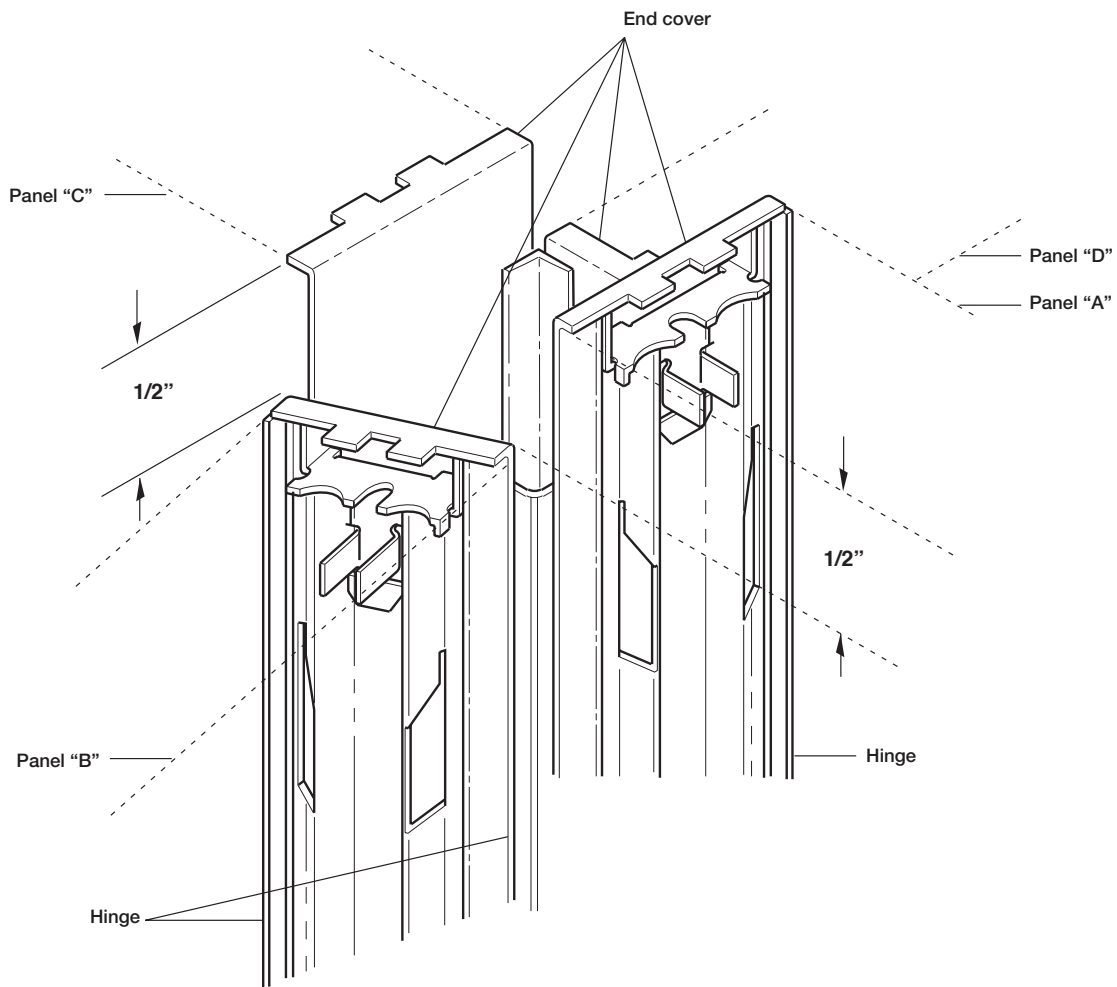 End cover
Panel “C”
Panel “D”
Panel “A”
1/2”
1/2”
Panel “B”
Hinge
Hinge